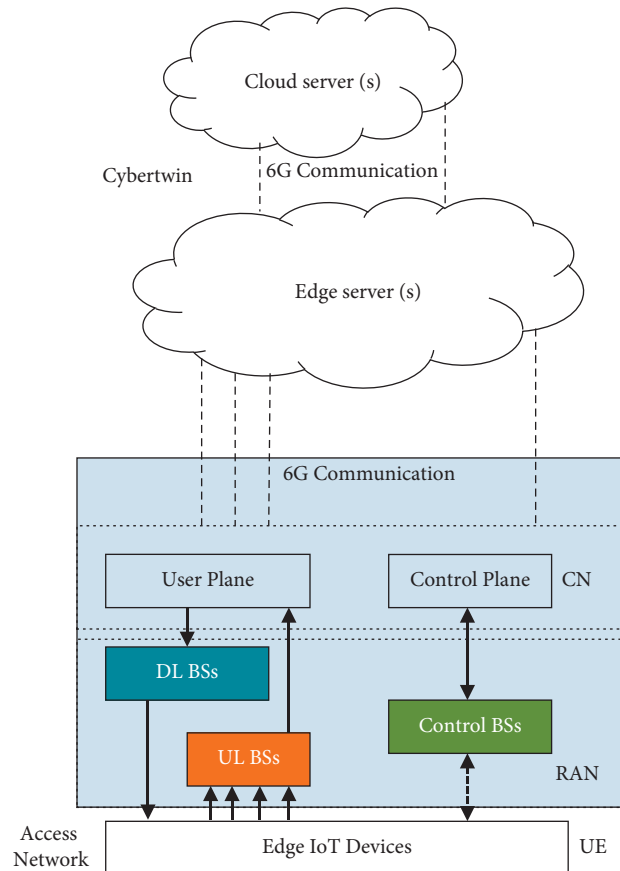 Cloud server (s)
Cybertwin
6G Communication
Edge server (s)
6G Communication
User Plane
Control Plane
CN
DL BSs
Control BSs
UL BSs
RAN
Access
Network
Edge IoT Devices
UE